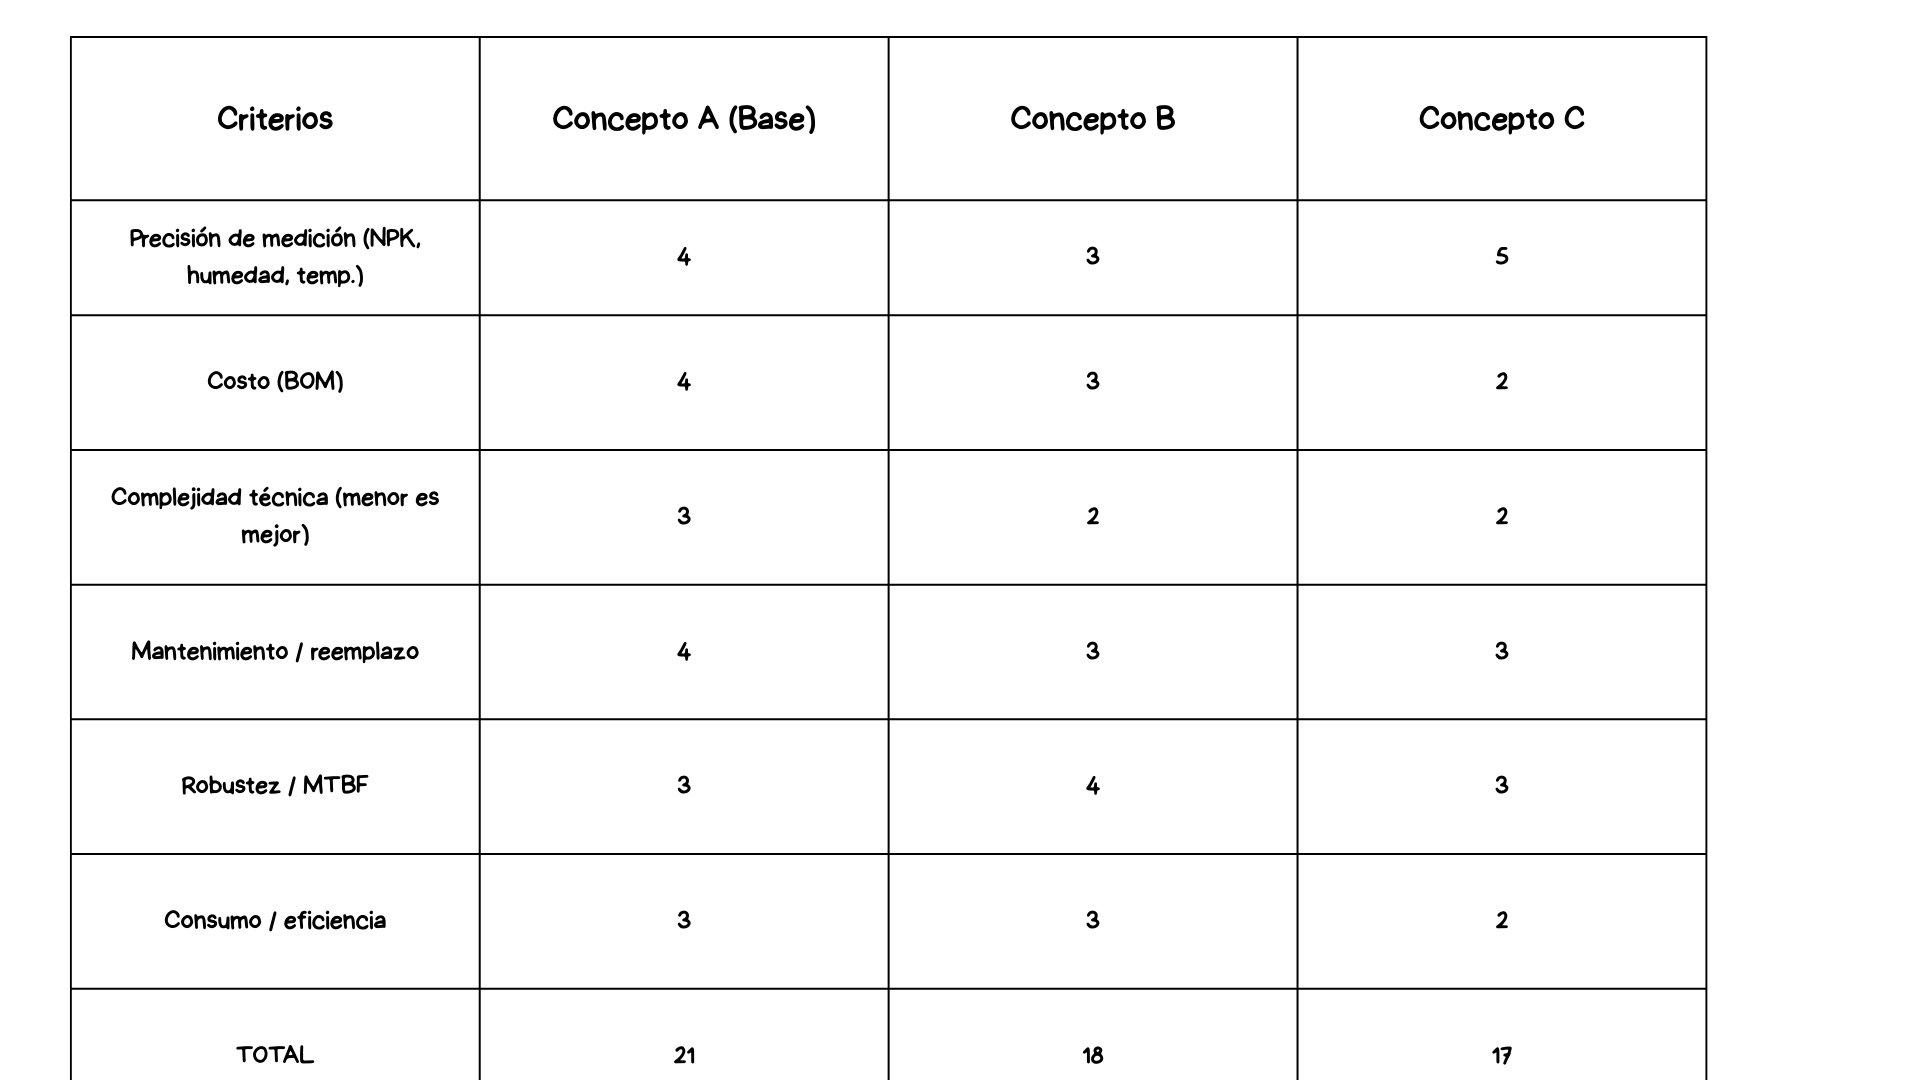 Criterios
Concepto A (Base)
Concepto B
Concepto C
Precisión de medición (NPK,
humedad, temp.)
4
3
5
Costo (BOM)
4
3
2
Complejidad técnica (menor es
mejor)
3
2
2
Mantenimiento / reemplazo
4
3
3
Robustez / MTBF
3
4
3
Consumo / eficiencia
3
3
2
TOTAL
21
18
17